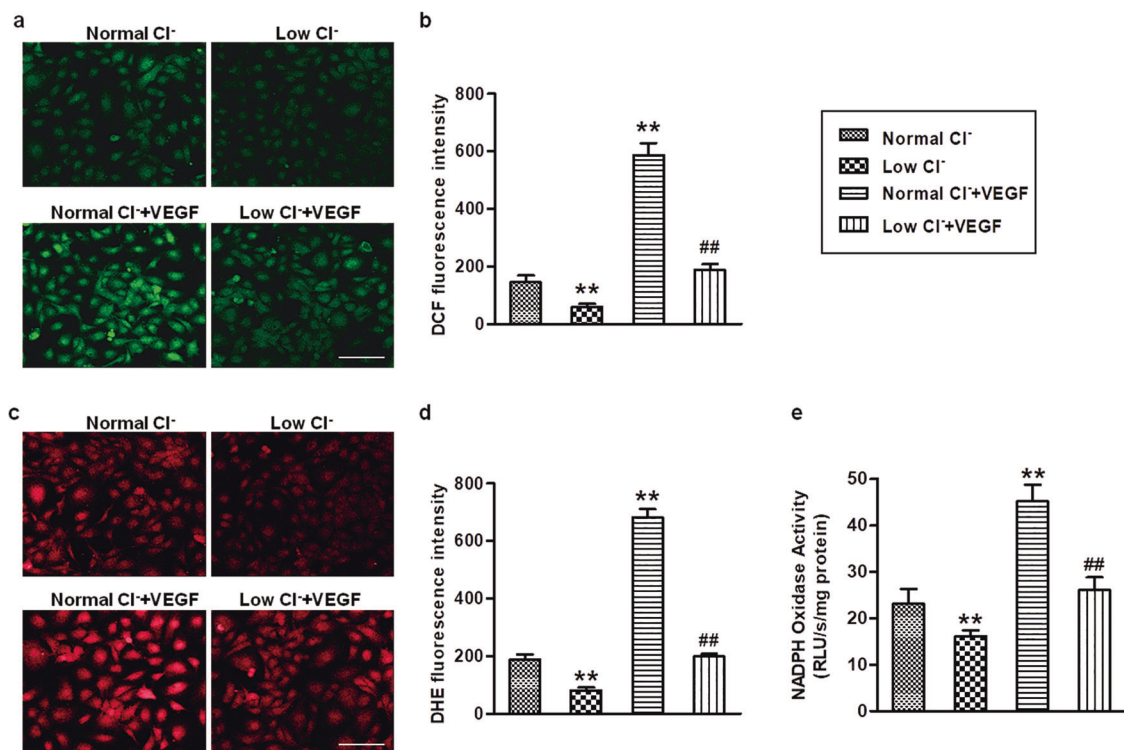 a
Normal Cl⁻
Low Cl⁻
Normal Cl⁻+VEGF
Low Cl⁻+VEGF
b
DCF fluorescence intensity
800
600
400
200
0
**
**
##
Normal Cl⁻
Low Cl⁻
Normal Cl⁻+VEGF
Low Cl⁻+VEGF
c
Normal Cl⁻
Low Cl⁻
Normal Cl⁻+VEGF
Low Cl⁻+VEGF
d
DHE fluorescence intensity
800
600
400
200
0
**
**
##
e
NADPH Oxidase Activity
(RLU/s/mg protein)
50
40
30
20
10
0
**
**
##